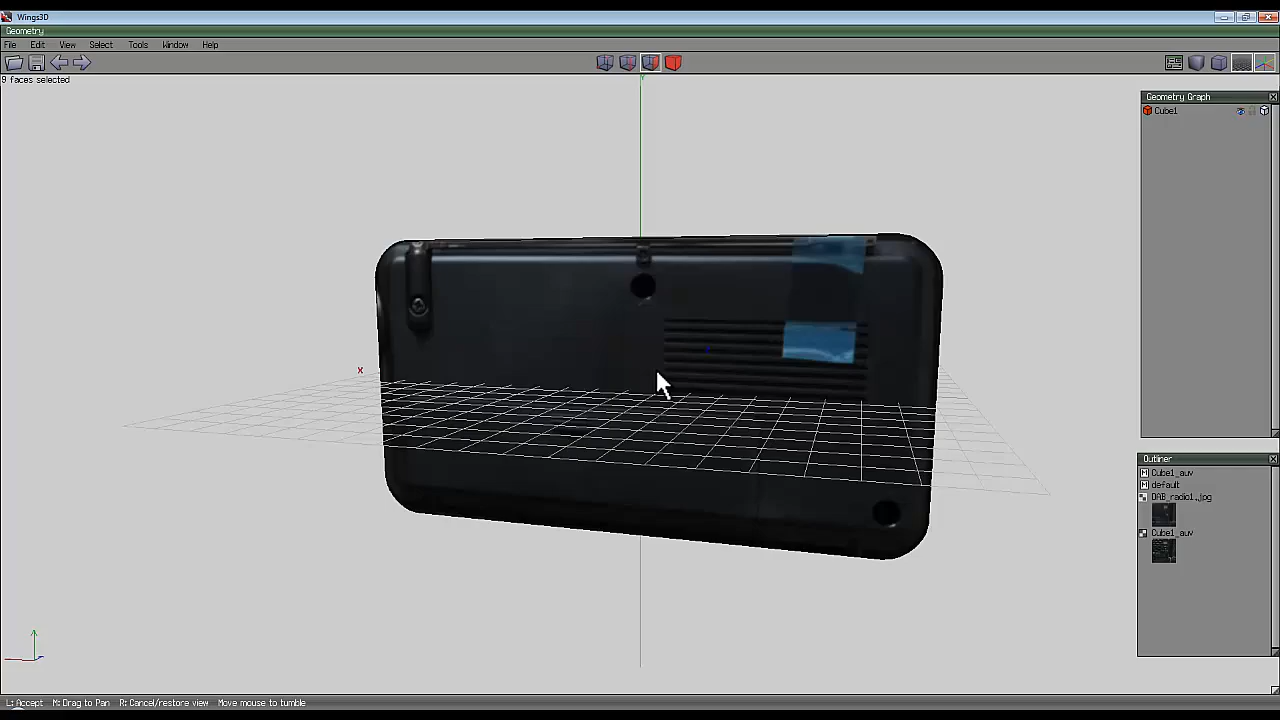 Wings3D
Geometry
File Edit View Select Tools Window Help
9 faces selected
Y
X
Geometry Graph
Cube1
Outliner
Cube1_auv
default
DAB_radio1.jpg
Cube1_auv
L:Accept M:Drag to Pan R:Cancel/restore view Move mouse to tumble